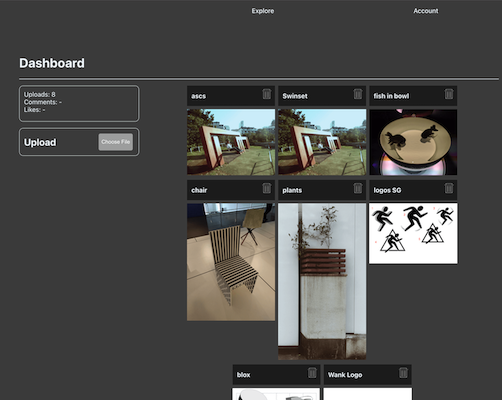 Explore
Account
Dashboard
Uploads: 8
Comments: -
Likes: -
Upload
Choose File
ascs
Swinset
fish in bowl
chair
plants
logos SG
blox
Wank Logo